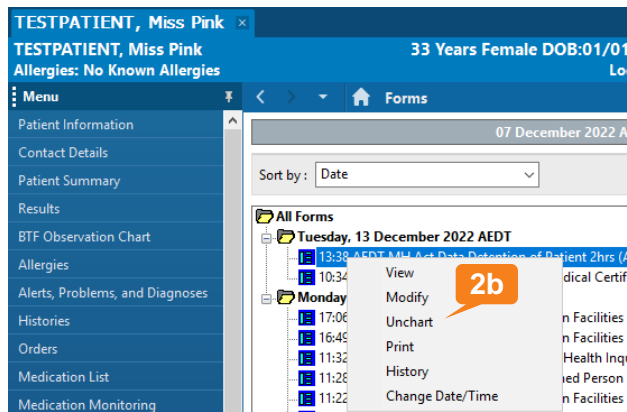 TESTPATIENT, Miss Pink ×
TESTPATIENT, Miss Pink 33 Years Female DOB:01/01
Allergies: No Known Allergies Lo
Menu Forms
Patient Information
Contact Details
Patient Summary
Results
BTF Observation Chart
Allergies
Alerts, Problems, and Diagnoses
Histories
Orders
Medication List
Medication Monitoring
07 December 2022 A
Sort by : Date
All Forms
Tuesday, 13 December 2022 AEDT
13:38 AEDT MH Act Data Detention of Patient 2hrs (A
10:34 dical Certif
Monday
17:06 n Facilities
16:49 n Facilities
11:32 Health Inqu
11:28 ned Person
11:22 n Facilities
View
Modify
Unchart
Print
History
Change Date/Time
2b